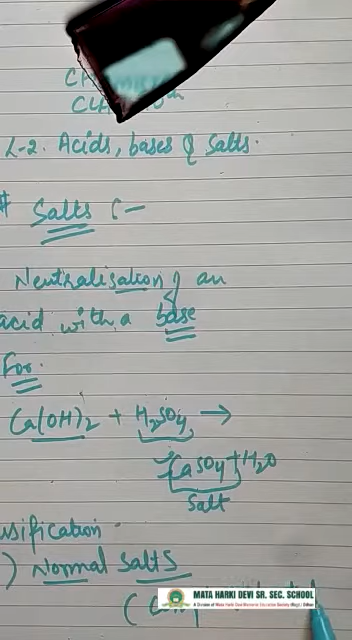 L-2. Acids, bases & Salts.
# Salts :-
Neutralisation of an
acid with a base
For
Ca(OH)2 + H2SO4 →
CaSO4 + H2O
Salt
sification
) Normal Salts
MATA HARKI DEVI SR. SEC. SCHOOL